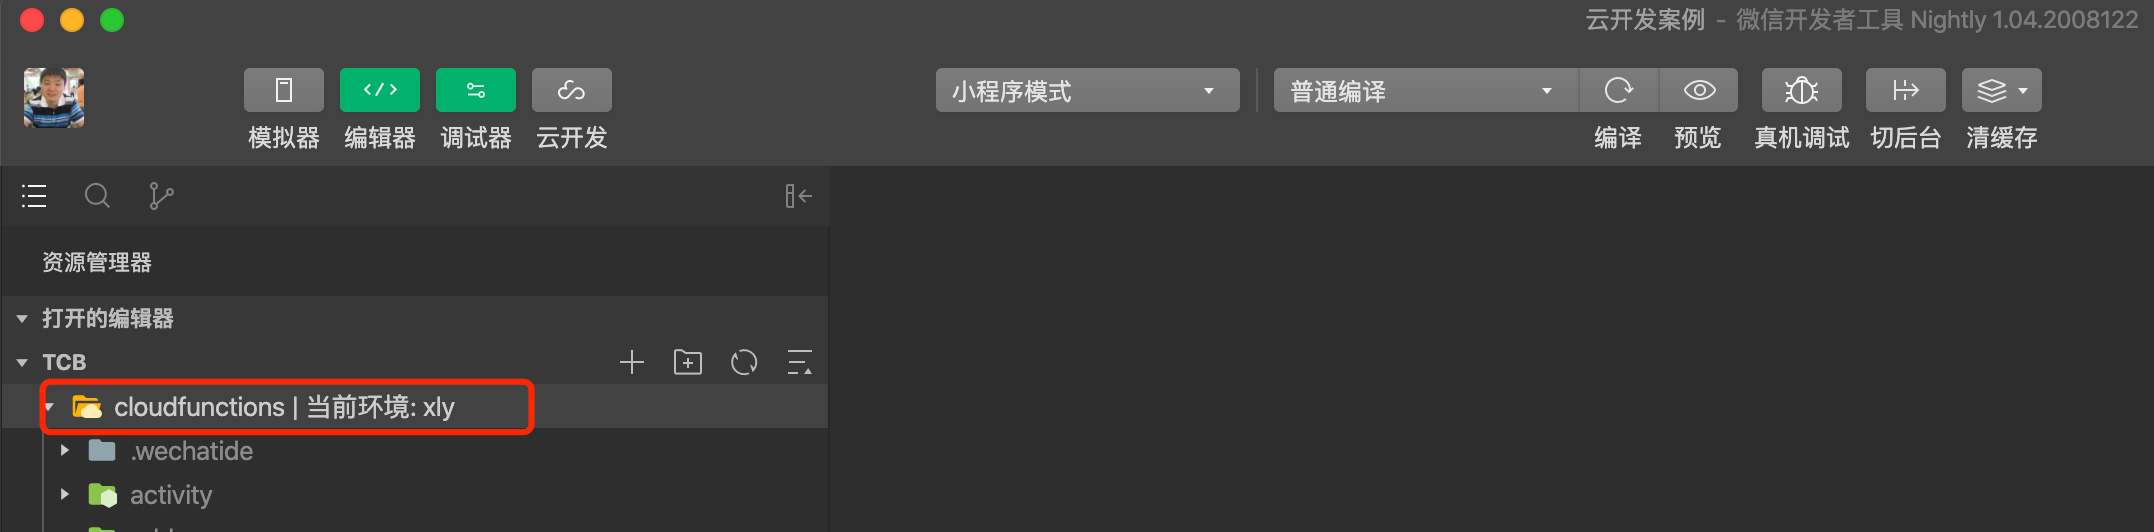 云开发案例 - 微信开发者工具 Nightly 1.04.2008122
小程序模式 普通编译
模拟器 编辑器 调试器 云开发 编译 预览 真机调试 切后台 清缓存
资源管理器
打开的编辑器
TCB
cloudfunctions | 当前环境: xly
.wechatide
activity